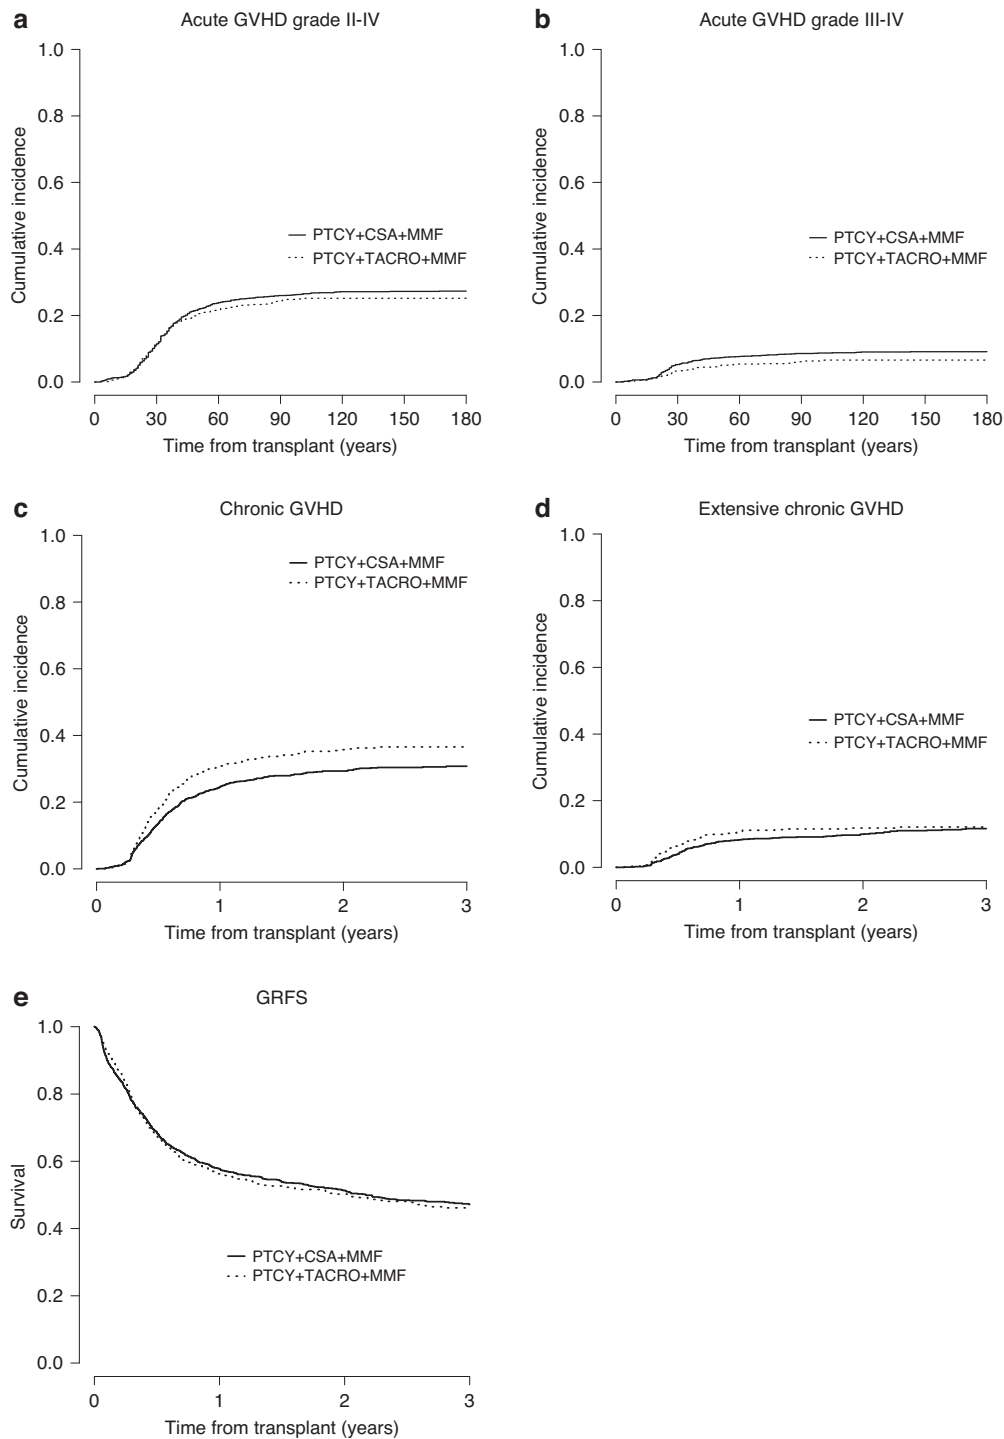 a
Acute GVHD grade II-IV
1.0
0.8
0.6
0.4
0.2
0.0
Cumulative incidence
PTCY+CSA+MMF
PTCY+TACRO+MMF
0 30 60 90 120 150 180
Time from transplant (years)
b
Acute GVHD grade III-IV
1.0
0.8
0.6
0.4
0.2
0.0
Cumulative incidence
PTCY+CSA+MMF
PTCY+TACRO+MMF
0 30 60 90 120 150 180
Time from transplant (years)
c
Chronic GVHD
1.0
0.8
0.6
0.4
0.2
0.0
Cumulative incidence
PTCY+CSA+MMF
PTCY+TACRO+MMF
0 1 2 3
Time from transplant (years)
d
Extensive chronic GVHD
1.0
0.8
0.6
0.4
0.2
0.0
Cumulative incidence
PTCY+CSA+MMF
PTCY+TACRO+MMF
0 1 2 3
Time from transplant (years)
e
GRFS
1.0
0.8
0.6
0.4
0.2
0.0
Survival
PTCY+CSA+MMF
PTCY+TACRO+MMF
0 1 2 3
Time from transplant (years)